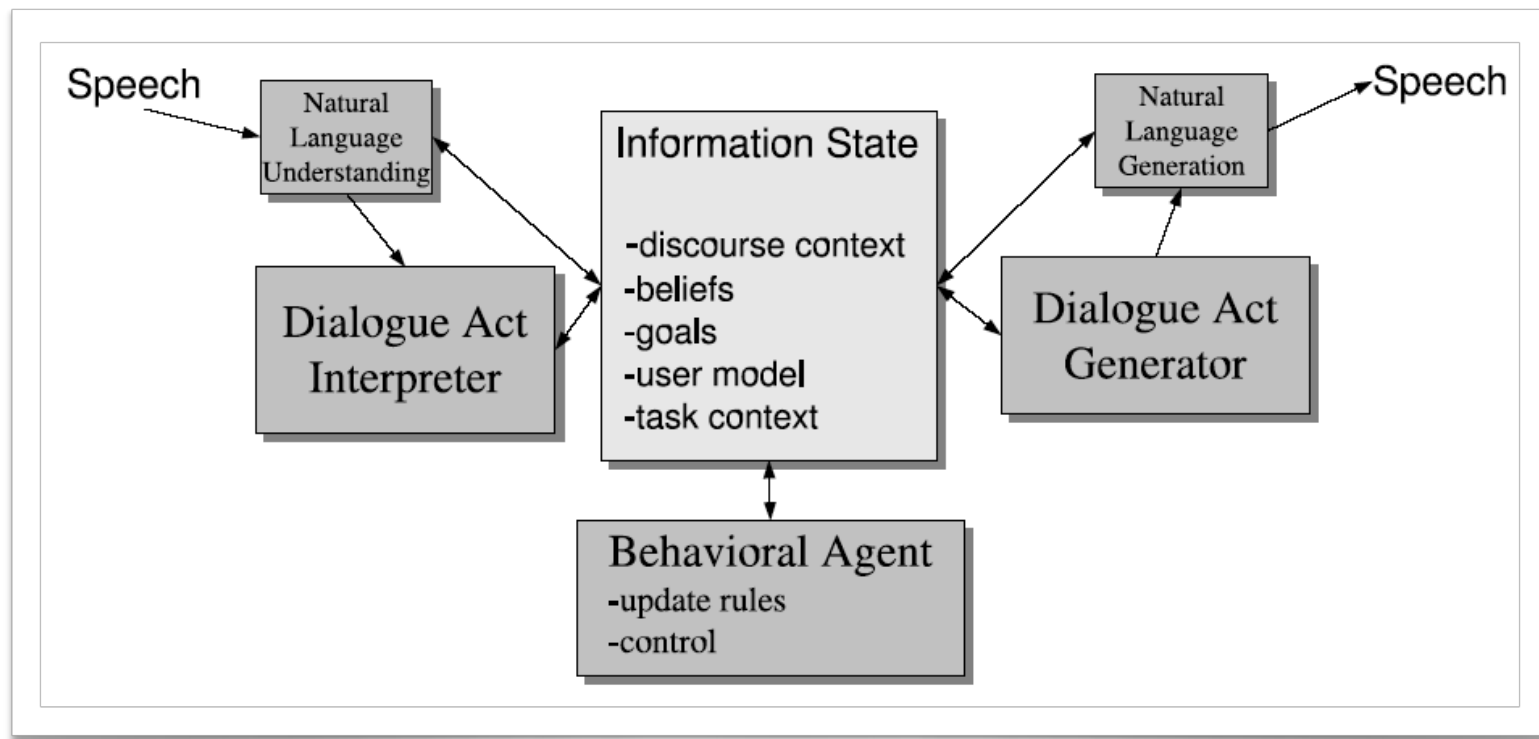 Speech
Natural
Language
Understanding
Dialogue Act
Interpreter
Information State
-discourse context
-beliefs
-goals
-user model
-task context
Behavioral Agent
-update rules
-control
Natural
Language
Generation
Speech
Dialogue Act
Generator